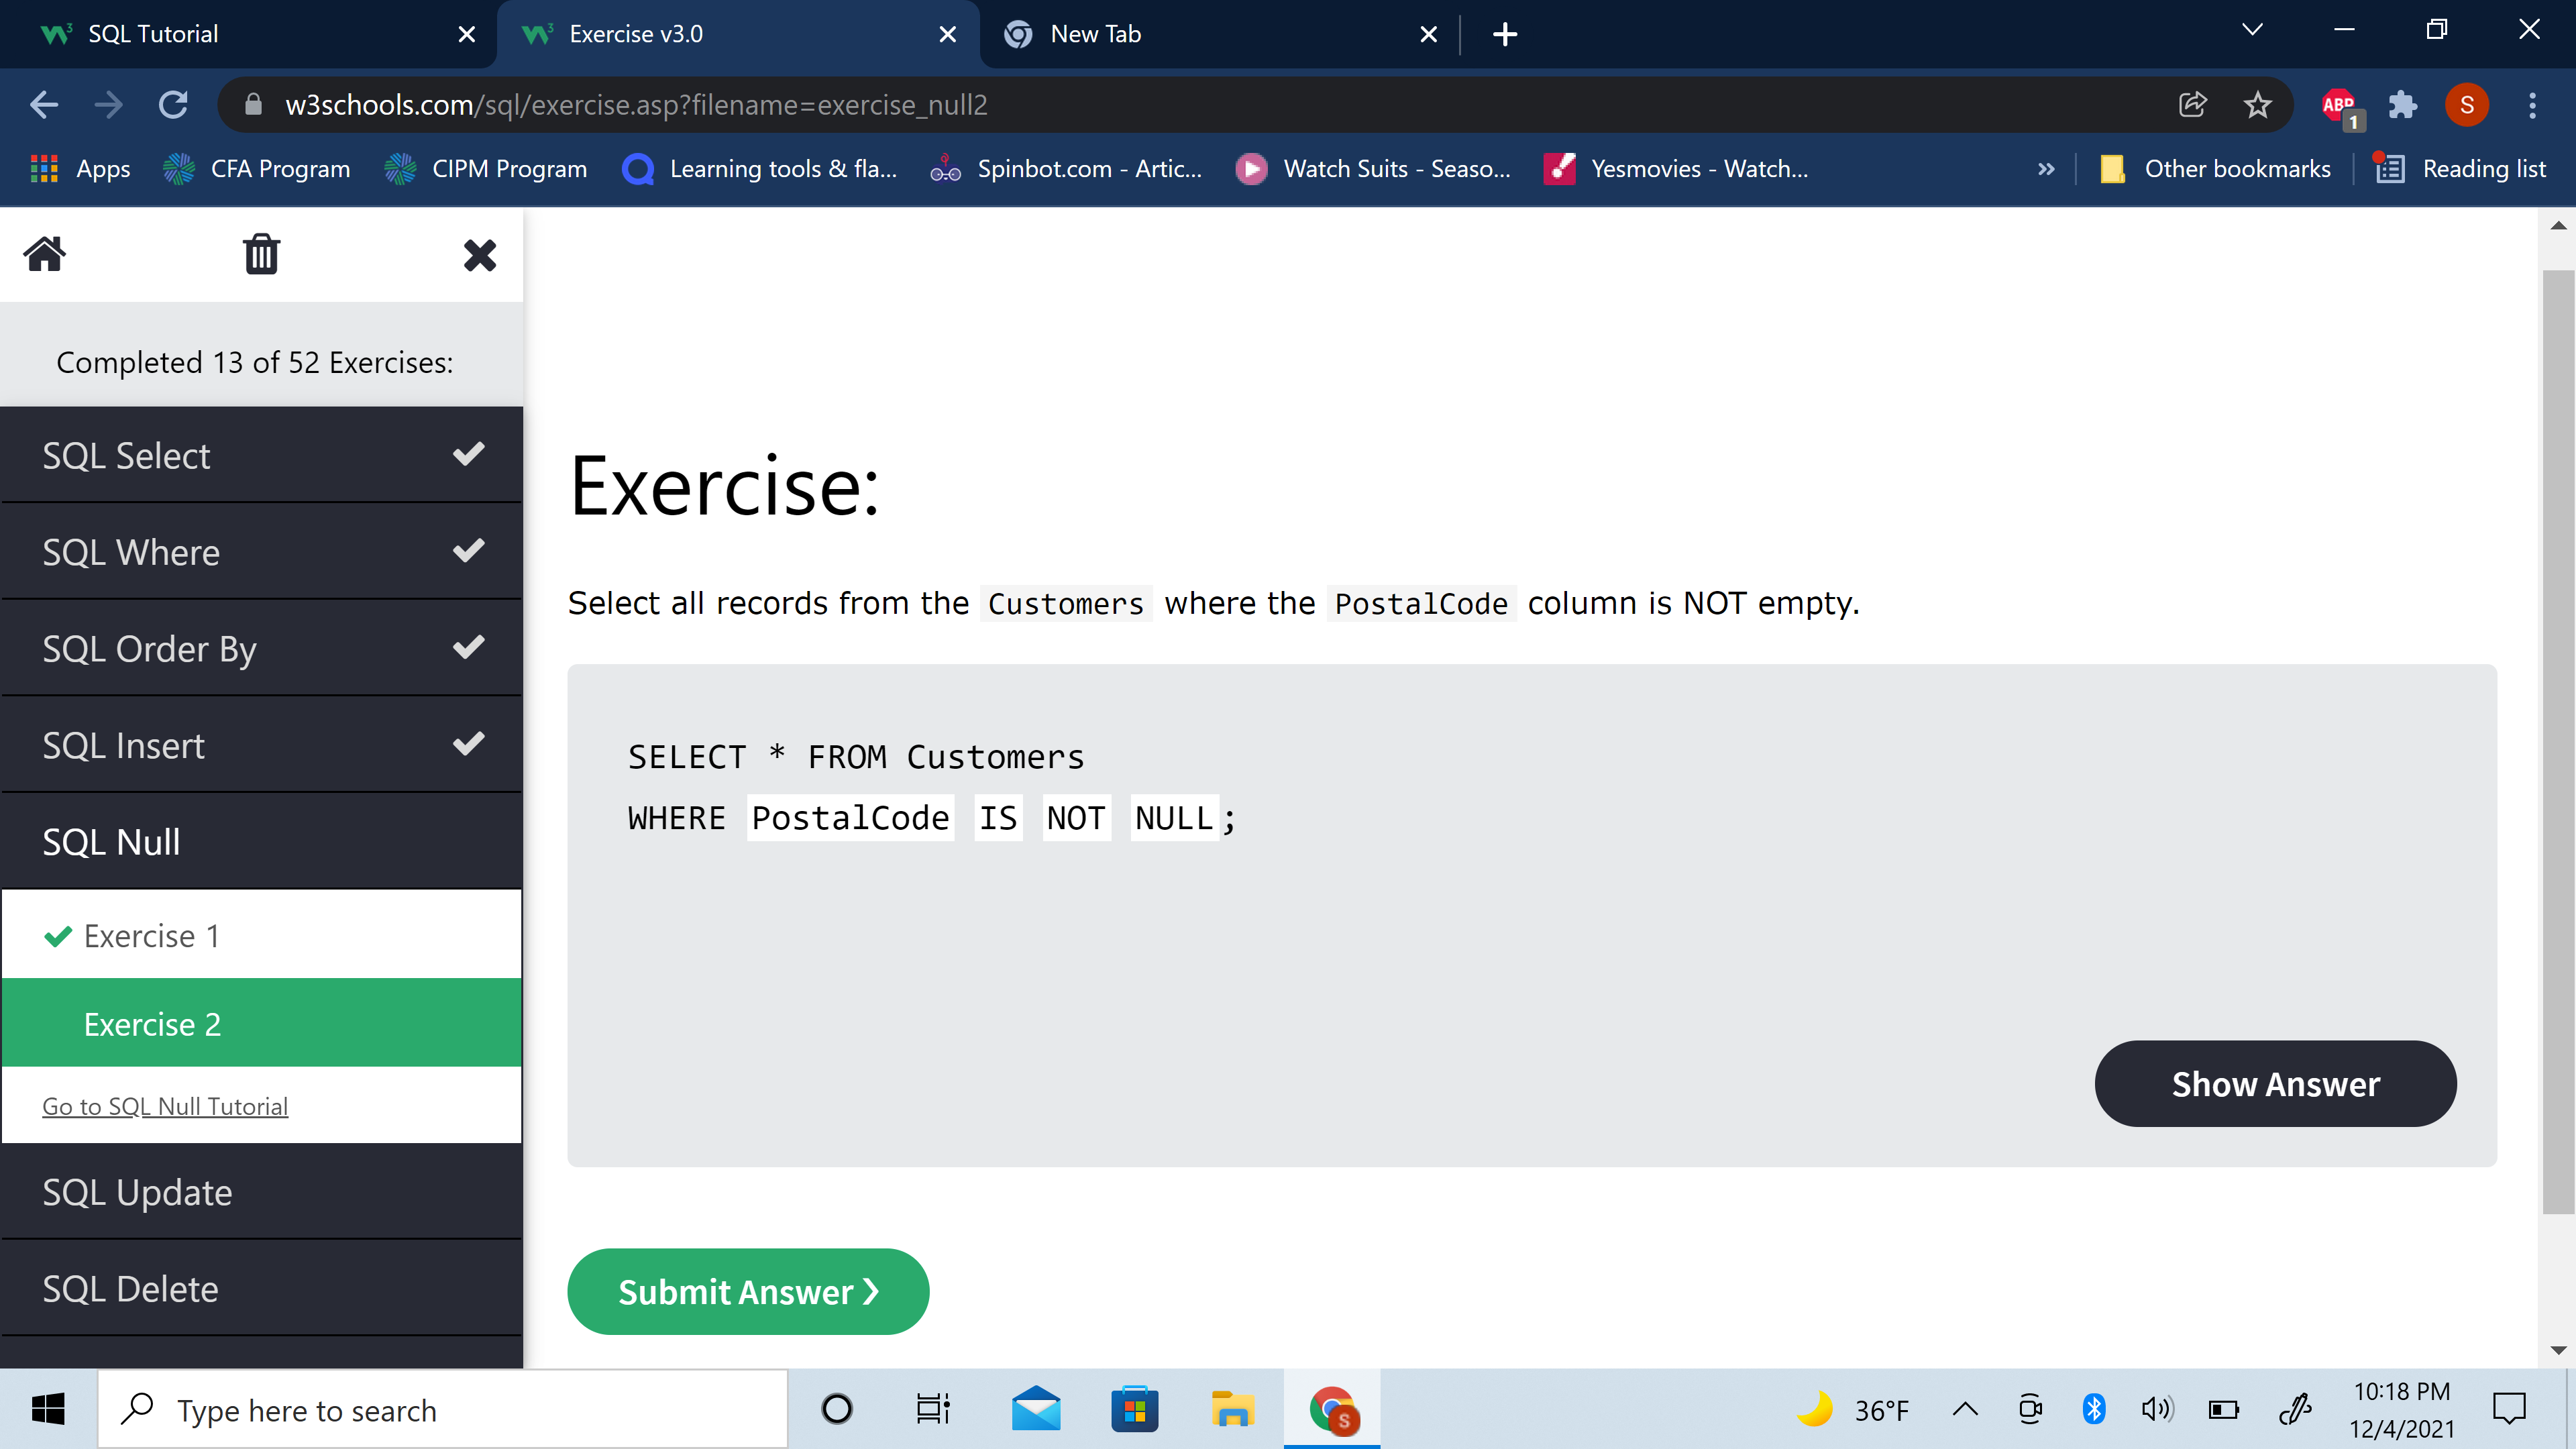 SQL Tutorial
Exercise v3.0
New Tab
w3schools.com/sql/exercise.asp?filename=exercise_null2
ABP
1
S
Apps
CFA Program
CIPM Program
Learning tools & fla...
Spinbot.com - Artic...
Watch Suits - Seaso...
Yesmovies - Watch...
»
Other bookmarks
Reading list
Completed 13 of 52 Exercises:
SQL Select
SQL Where
SQL Order By
SQL Insert
SQL Null
Exercise 1
Exercise 2
Go to SQL Null Tutorial
SQL Update
SQL Delete
Exercise:
Select all records from the Customers where the PostalCode column is NOT empty.
SELECT * FROM Customers
WHERE PostalCode IS NOT NULL;
Show Answer
Submit Answer ❯
Type here to search
S
36°F
10:18 PM
12/4/2021